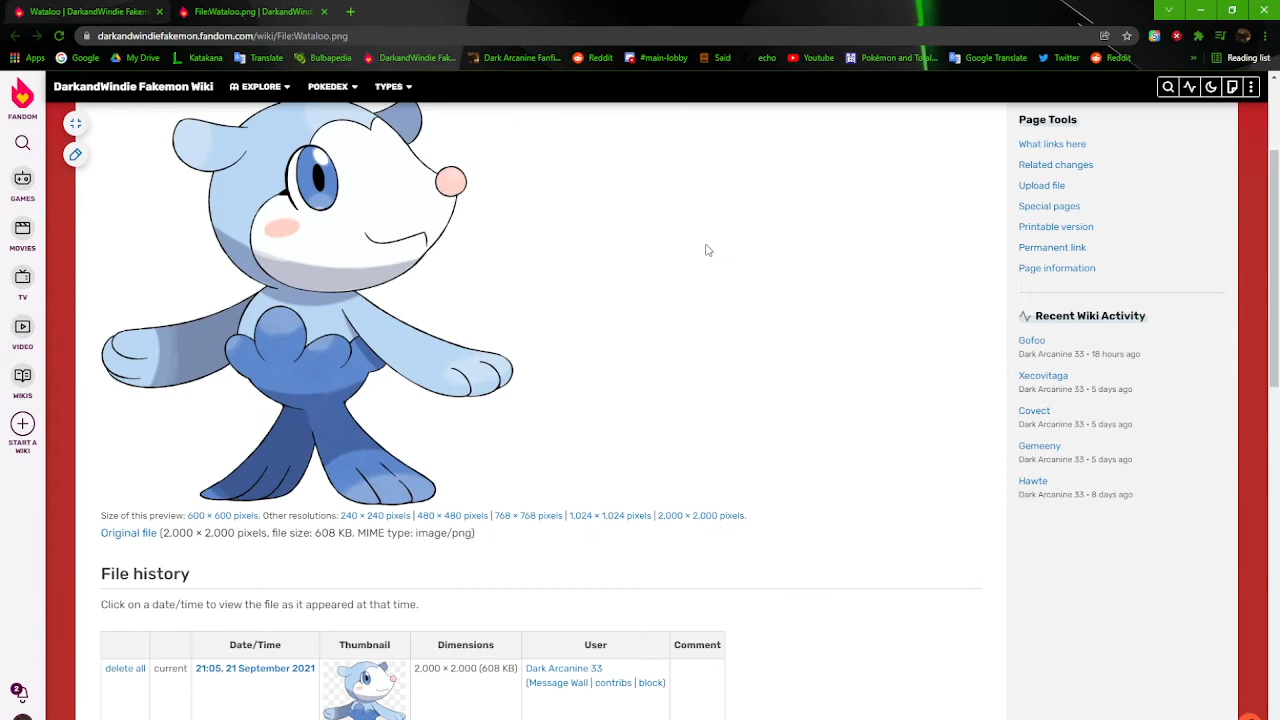 Wataloo | DarkandWindie Fakem
File:Wataloo.png | DarkandWindi
darkandwindiefakemon.fandom.com/wiki/File:Wataloo.png
Apps Google My Drive Katakana Translate Bulbapedia DarkandWindie Fak... Dark Arcanine Fanfi... Reddit #main-lobby Said echo Youtube Pokémon and Total... Google Translate Twitter Reddit » Reading list
DarkandWindie Fakemon Wiki EXPLORE POKEDEX TYPES
FANDOM
GAMES
MOVIES
TV
VIDEO
WIKIS
START A
WIKI
2
Page Tools
What links here
Related changes
Upload file
Special pages
Printable version
Permanent link
Page information
Recent Wiki Activity
Gofoo
Dark Arcanine 33 • 18 hours ago
Xecovitaga
Dark Arcanine 33 • 5 days ago
Covect
Dark Arcanine 33 • 5 days ago
Gemeeny
Dark Arcanine 33 • 5 days ago
Hawte
Dark Arcanine 33 • 8 days ago
Size of this preview: 600 × 600 pixels. Other resolutions: 240 × 240 pixels | 480 × 480 pixels | 768 × 768 pixels | 1,024 × 1,024 pixels | 2,000 × 2,000 pixels.
Original file (2,000 × 2,000 pixels, file size: 608 KB, MIME type: image/png)
File history
Click on a date/time to view the file as it appeared at that time.
Date/Time Thumbnail Dimensions User Comment
delete all current 21:05, 21 September 2021 2,000 × 2,000 (608 KB) Dark Arcanine 33
(Message Wall | contribs | block)